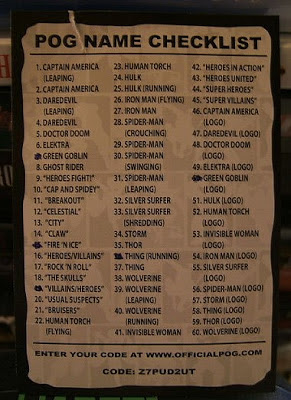 POG NAME CHECKLIST
1. CAPTAIN AMERICA
(LEAPING)
2. CAPTAIN AMERICA
3. DAREDEVIL
(LEAPING)
4. DAREDEVIL
5. DOCTOR DOOM
6. ELEKTRA
GREEN GOBLIN
8. GHOST RIDER
9. "HEROES FIGHT!"
10. "CAP AND SPIDEY"
11. "BREAKOUT"
12. "CELESTIAL"
13. "CITY"
14. "CLAW"
"FIRE 'N ICE"
16. "HEROES/VILLAINS"
17. "ROCK 'N ROLL"
18. "THE SKULLS"
"VILLAINS/HEROES"
20. "USUAL SUSPECTS"
21. "BRUISERS"
22. HUMAN TORCH
(FLYING)
23. HUMAN TORCH
24. HULK
25. HULK (RUNNING)
26. IRON MAN (FLYING)
27. IRON MAN
28. SPIDER-MAN
(CROUCHING)
29. SPIDER-MAN
30. SPIDER-MAN
(SWINGING)
31. SPIDER-MAN
(LEAPING)
32. SILVER SURFER
33. SILVER SURFER
(SHREDDING)
34. STORM
35. THOR
THING (RUNNING)
37. THING
38. WOLVERINE
39. WOLVERINE
(LEAPING)
40. WOLVERINE
(RUNNING)
41. INVISIBLE WOMAN
42. "HEROES IN ACTION"
43. "HEROES UNITED"
44. "SUPER HEROES"
45. "SUPER VILLAINS"
46. CAPTAIN AMERICA
(LOGO)
47. DAREDEVIL (LOGO)
48. DOCTOR DOOM
(LOGO)
49. ELEKTRA (LOGO)
GREEN GOBLIN
(LOGO)
51. HULK (LOGO)
52. HUMAN TORCH
(LOGO)
53. INVISIBLE WOMAN
(LOGO)
54. IRON MAN (LOGO)
55. SILVER SURFER
(LOGO)
56. SPIDER-MAN (LOGO)
57. STORM (LOGO)
58. THING (LOGO)
59. THOR (LOGO)
60. WOLVERINE (LOGO)
ENTER YOUR CODE AT WWW.OFFICIALPOG.COM
CODE: Z7PUD2UT